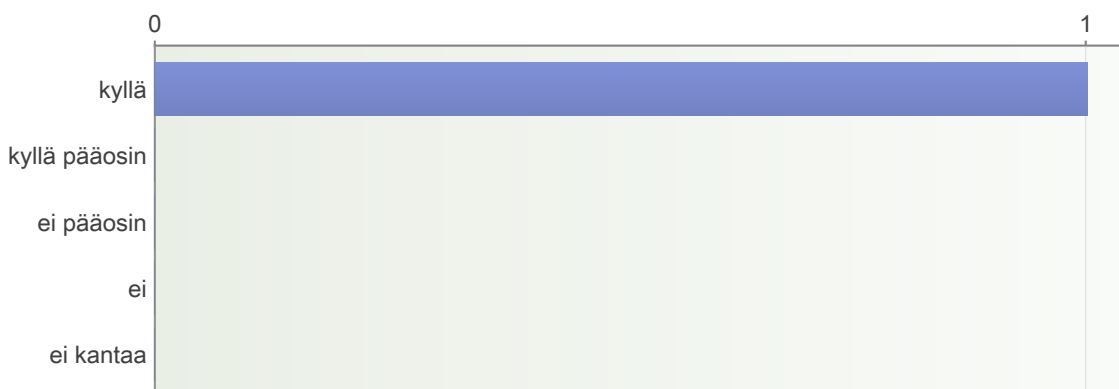 0 1
kyllä
kyllä pääosin
ei pääosin
ei
ei kantaa